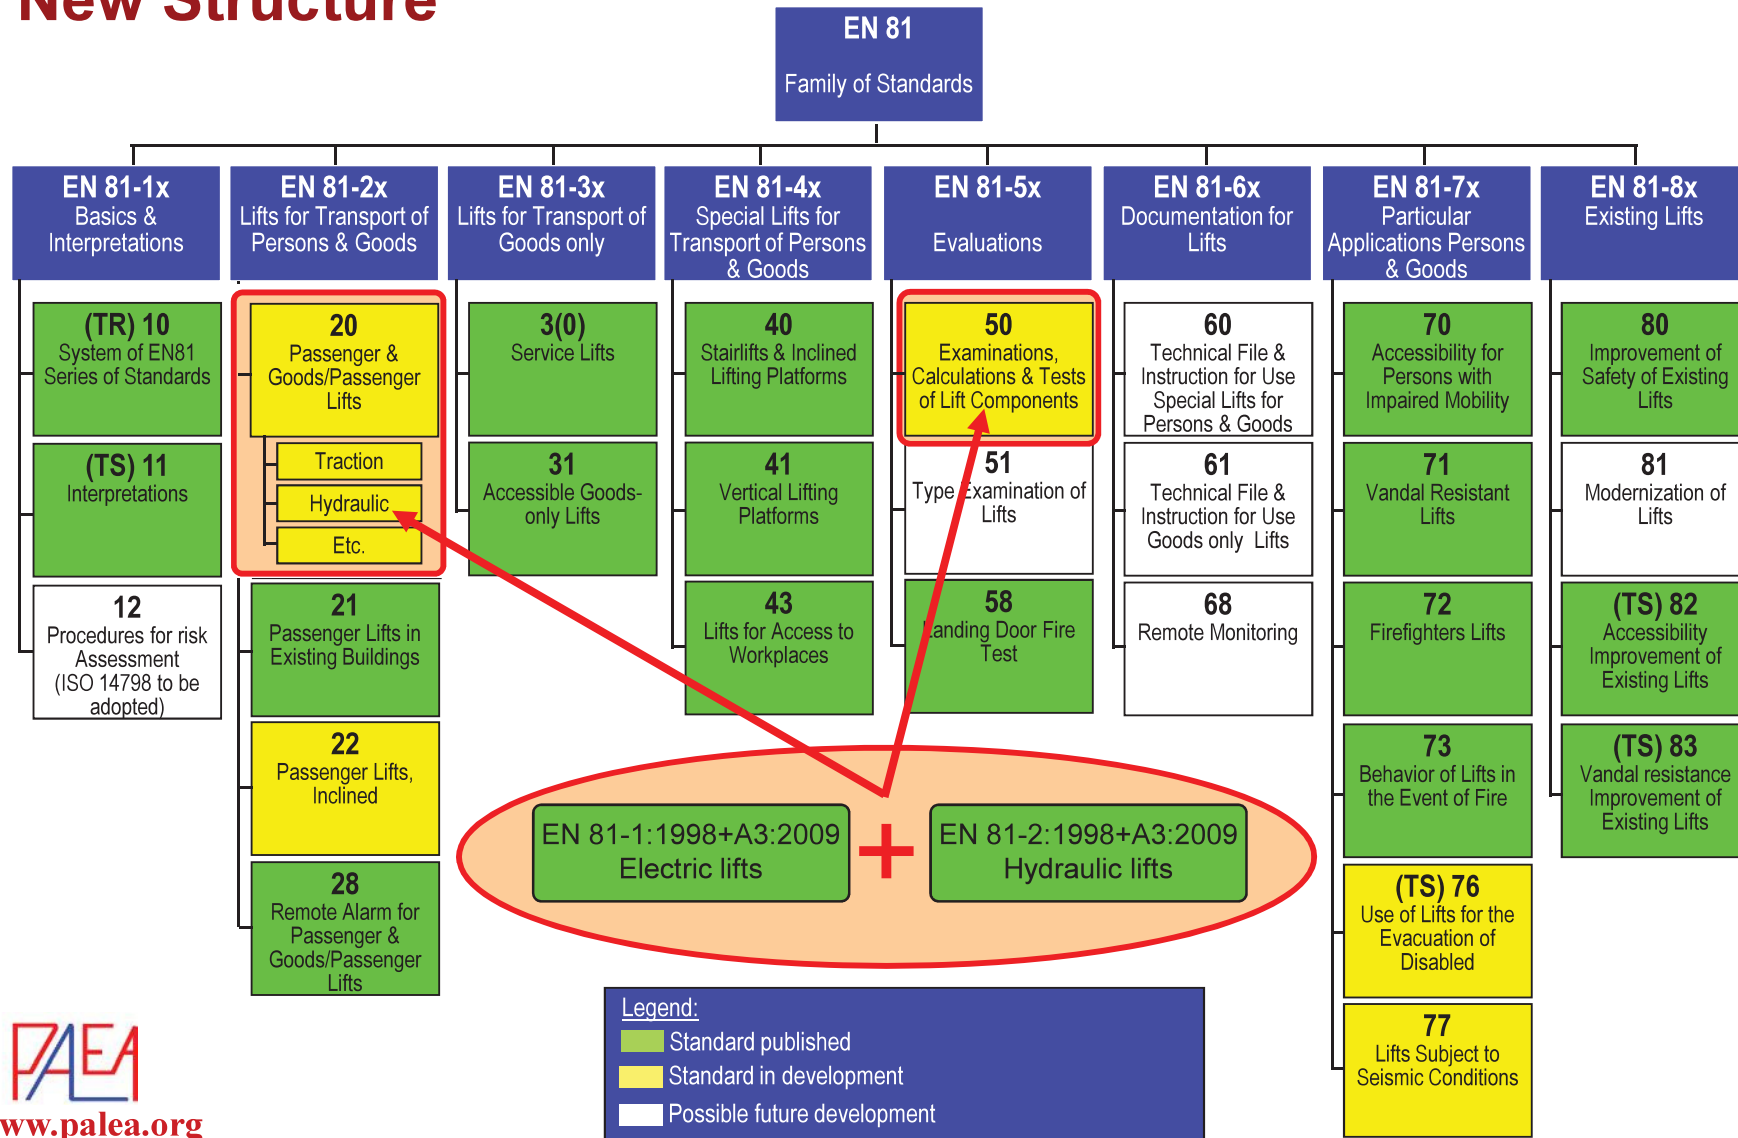 New Structure
EN 81
Family of Standards
EN 81-1x
Basics &
Interpretations
EN 81-2x
Lifts for Transport of
Persons & Goods
EN 81-3x
Lifts for Transport of
Goods only
EN 81-4x
Special Lifts for
Transport of Persons
& Goods
EN 81-5x
Evaluations
EN 81-6x
Documentation for
Lifts
EN 81-7x
Particular
Applications Persons
& Goods
EN 81-8x
Existing Lifts
(TR) 10
System of EN81
Series of Standards
(TS) 11
Interpretations
12
Procedures for risk
Assessment
(ISO 14798 to be
adopted)
20
Passenger &
Goods/Passenger
Lifts
Traction
Hydraulic
Etc.
21
Passenger Lifts in
Existing Buildings
22
Passenger Lifts,
Inclined
28
Remote Alarm for
Passenger &
Goods/Passenger
Lifts
3(0)
Service Lifts
31
Accessible Goods-
only Lifts
40
Stairlifts & Inclined
Lifting Platforms
41
Vertical Lifting
Platforms
43
Lifts for Access to
Workplaces
50
Examinations,
Calculations & Tests
of Lift Components
51
Type Examination of
Lifts
58
Landing Door Fire
Test
60
Technical File &
Instruction for Use
Special Lifts for
Persons & Goods
61
Technical File &
Instruction for Use
Goods only Lifts
68
Remote Monitoring
70
Accessibility for
Persons with
Impaired Mobility
71
Vandal Resistant
Lifts
72
Firefighters Lifts
73
Behavior of Lifts in
the Event of Fire
(TS) 76
Use of Lifts for the
Evacuation of
Disabled
77
Lifts Subject to
Seismic Conditions
80
Improvement of
Safety of Existing
Lifts
81
Modernization of
Lifts
(TS) 82
Accessibility
Improvement of
Existing Lifts
(TS) 83
Vandal resistance
Improvement of
Existing Lifts
EN 81-1:1998+A3:2009
Electric lifts
+
EN 81-2:1998+A3:2009
Hydraulic lifts
Legend:
Standard published
Standard in development
Possible future development
PALEA
ww.palea.org